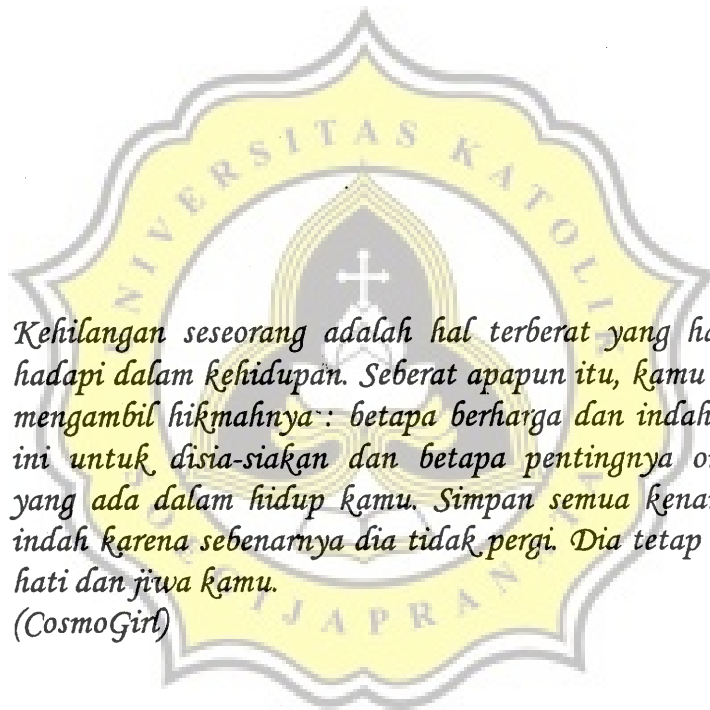 UNIVERSITAS KATOLIK
Kehilangan seseorang adalah hal terberat yang
hadapi dalam kehidupan. Seberat apapun itu, kamu
mengambil hikmahnya : betapa berharga dan indah
ini untuk disia-siakan dan betapa pentingnya
yang ada dalam hidup kamu. Simpan semua
indah karena sebenarnya dia tidak pergi. Dia tetap
hati dan jiwa kamu.
(CosmoGirl)